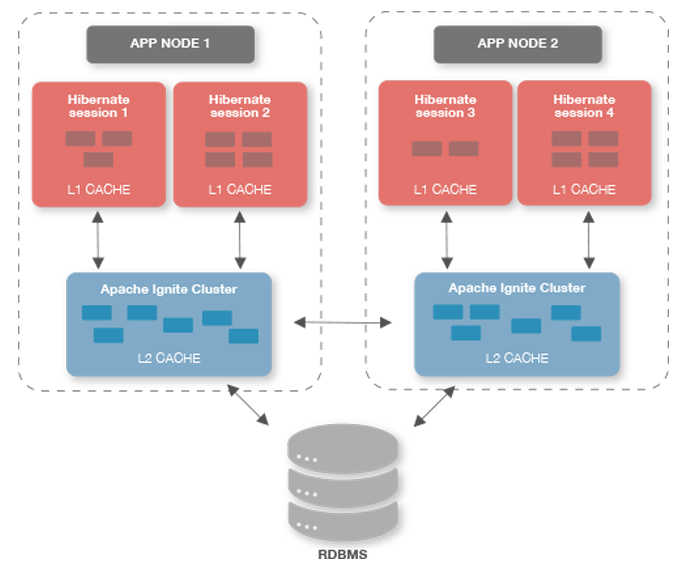 APP NODE 1
APP NODE 2
Hibernate
session 1
L1 CACHE
Hibernate
session 2
L1 CACHE
Hibernate
session 3
L1 CACHE
Hibernate
session 4
L1 CACHE
Apache Ignite Cluster
L2 CACHE
Apache Ignite Cluster
L2 CACHE
RDBMS